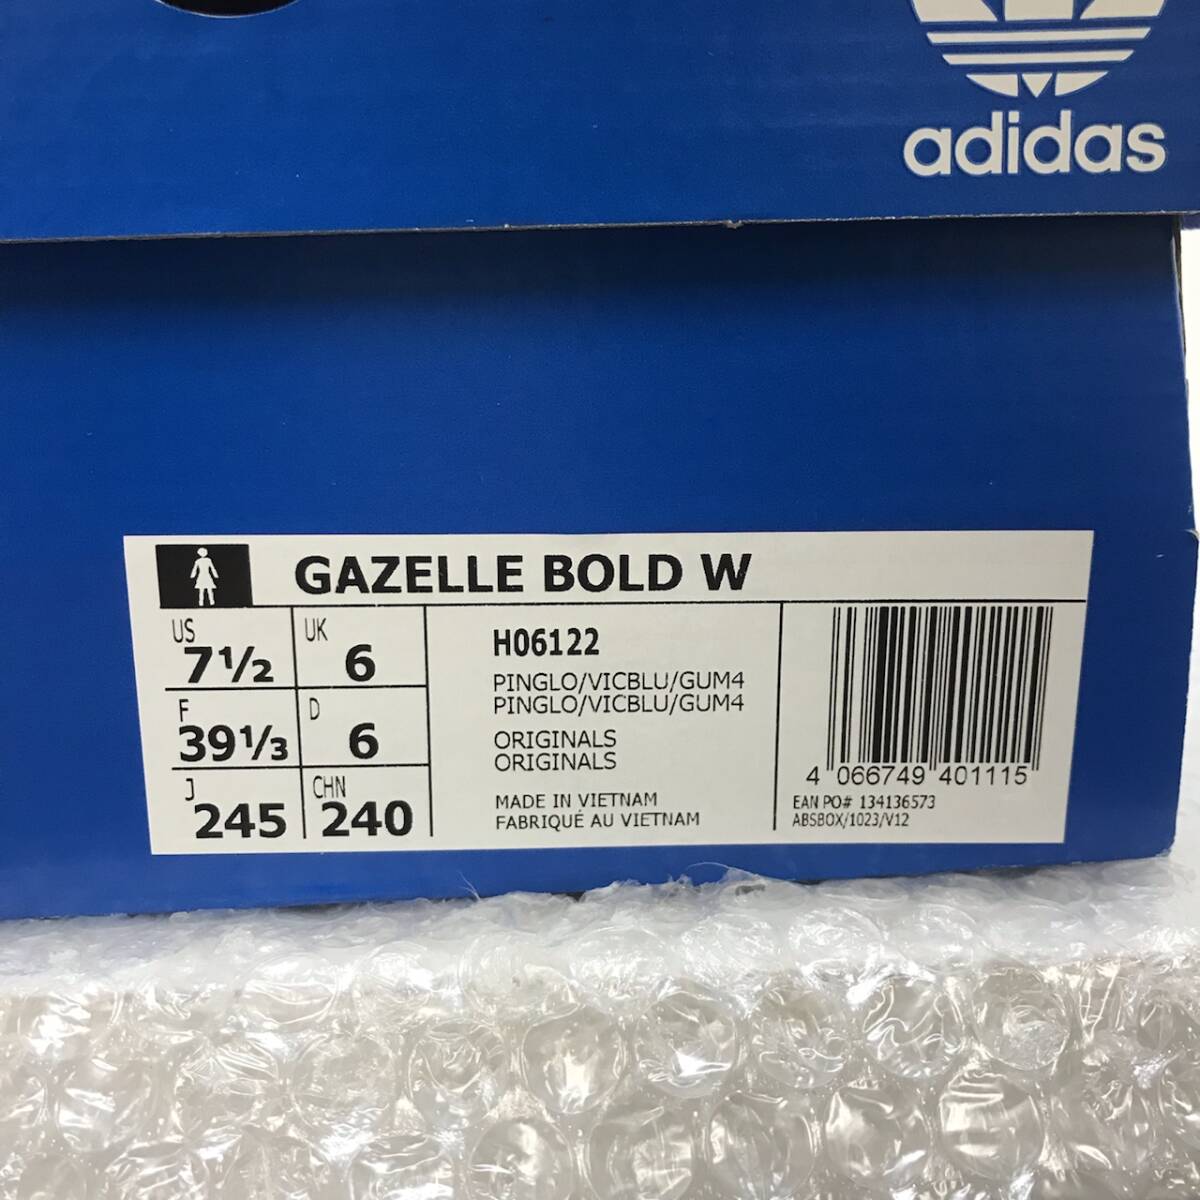 adidas
GAZELLE BOLD W
US 7½ UK 6
F 39⅓ D 6
J 245 CHN 240
H06122
PINGLO/VICBLU/GUM4
PINGLO/VICBLU/GUM4
ORIGINALS
ORIGINALS
MADE IN VIETNAM
FABRIQUÉ AU VIETNAM
4 066749 401115
EAN PO# 134136573
ABSBOX/1023/V12